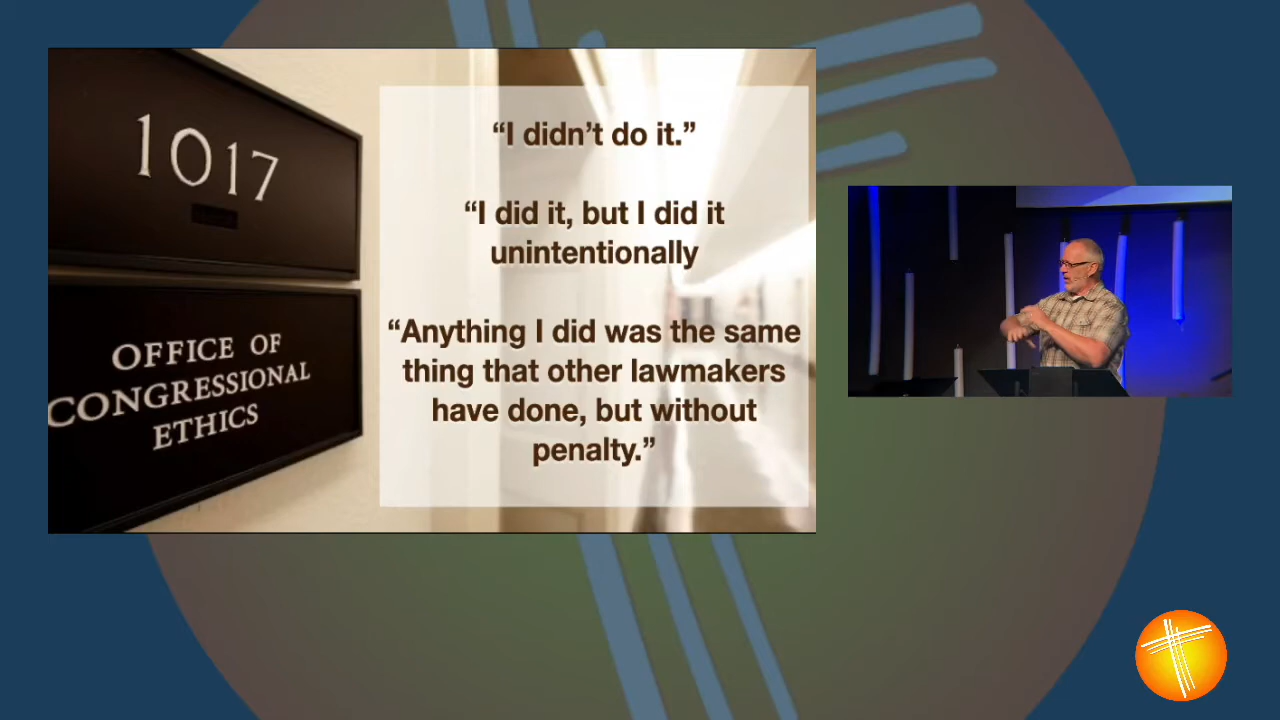 1017
OFFICE OF
CONGRESSIONAL
ETHICS
“I didn’t do it.”
“I did it, but I did it
unintentionally
“Anything I did was the same
thing that other lawmakers
have done, but without
penalty.”